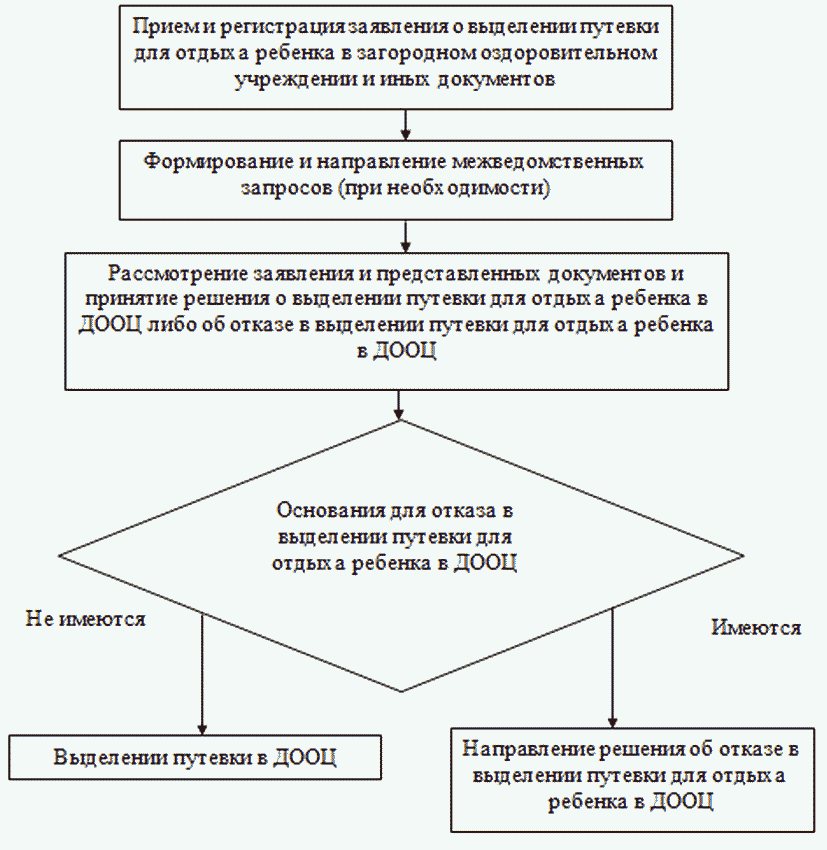 Прием и регистрация заявления о выделении путевки
для отдыха ребенка в загородном оздоровительном
учреждении и иных документов
Формирование и направление межведомственных
запросов (при необходимости)
Рассмотрение заявления и представленных документов и
принятие решения о выделении путевки для отдыха ребенка в
ДООЦ либо об отказе в выделении путевки для отдыха ребенка
в ДООЦ
Основания для отказа в
выделении путевки для
отдыха ребенка в ДООЦ
Не имеются
Имеются
Выделении путевки в ДООЦ
Направление решения об отказе в
выделении путевки для отдыха
ребенка в ДООЦ